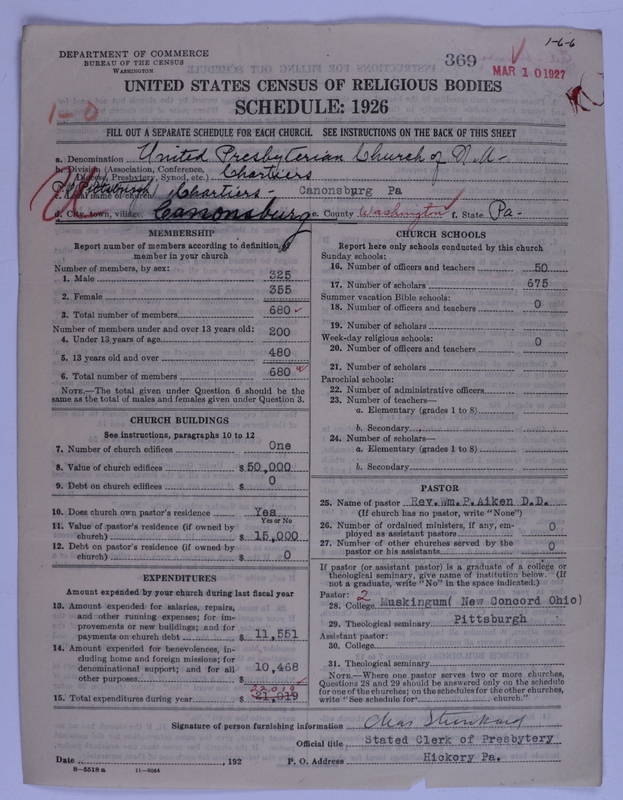 1-6-6
DEPARTMENT OF COMMERCE
BUREAU OF THE CENSUS
WASHINGTON
369
MAR 10 1927
1-0
UNITED STATES CENSUS OF RELIGIOUS BODIES
SCHEDULE: 1926
FILL OUT A SEPARATE SCHEDULE FOR EACH CHURCH. SEE INSTRUCTIONS ON THE BACK OF THIS SHEET
a. Denomination United Presbyterian Church of N. A.
b. Division (Association, Conference, Diocese, Presbytery, Synod, etc.) Chartiers
P.O. Pittsburgh
c. Local name of church Chartiers - Canonsburg Pa
d. City, town, village Canonsburg e. County Washington f. State Pa-
MEMBERSHIP
Report number of members according to definition of
member in your church
Number of members, by sex:
1. Male 325
2. Female 355
3. Total number of members 680
Number of members under and over 13 years old:
4. Under 13 years of age 200
5. 13 years old and over 480
6. Total number of members 680
NOTE.—The total given under Question 6 should be the
same as the total of males and females given under Question 3.
CHURCH BUILDINGS
See instructions, paragraphs 10 to 12
7. Number of church edifices One
8. Value of church edifices $50,000
9. Debt on church edifices $ 0
10. Does church own pastor's residence Yes
Yes or No
11. Value of pastor's residence (if owned by
church) $ 15,000
12. Debt on pastor's residence (if owned by
church) $ 0
EXPENDITURES
Amount expended by your church during last fiscal year
13. Amount expended for salaries, repairs,
and other running expenses; for im-
provements or new buildings; and for
payments on church debt $ 11,551
14. Amount expended for benevolences, in-
cluding home and foreign missions; for
denominational support; and for all
other purposes $ 10,468
22,019
15. Total expenditures during year $ 21,019
CHURCH SCHOOLS
Report here only schools conducted by this church
Sunday schools:
16. Number of officers and teachers 50
17. Number of scholars 675
Summer vacation Bible schools:
18. Number of officers and teachers 0
19. Number of scholars
Week-day religious schools:
20. Number of officers and teachers 0
21. Number of scholars
Parochial schools:
22. Number of administrative officers
23. Number of teachers—
a. Elementary (grades 1 to 8)
b. Secondary
24. Number of scholars—
a. Elementary (grades 1 to 8)
b. Secondary
PASTOR
25. Name of pastor Rev.Wm.P.Aiken D.D.
(If church has no pastor, write "None")
26. Number of ordained ministers, if any, em-
ployed as assistant pastors 0
27. Number of other churches served by the
pastor or his assistants 0
If pastor (or assistant pastor) is a graduate of a college or
theological seminary, give name of institution below. (If
not a graduate, write "No" in the space indicated.)
Pastor: 2
28. College Muskingum( New Concord Ohio)
29. Theological seminary Pittsburgh
Assistant pastor:
30. College
31. Theological seminary
NOTE.—Where one pastor serves two or more churches,
Questions 28 and 29 should be answered only on the schedule
for one of the churches; on the schedules for the other churches,
write "See schedule for church."
Signature of person furnishing information Chas Stunkard
Official title Stated Clerk of Presbytery
Date , 192 P. O. Address Hickory Pa.
8-5518 a 11-8064